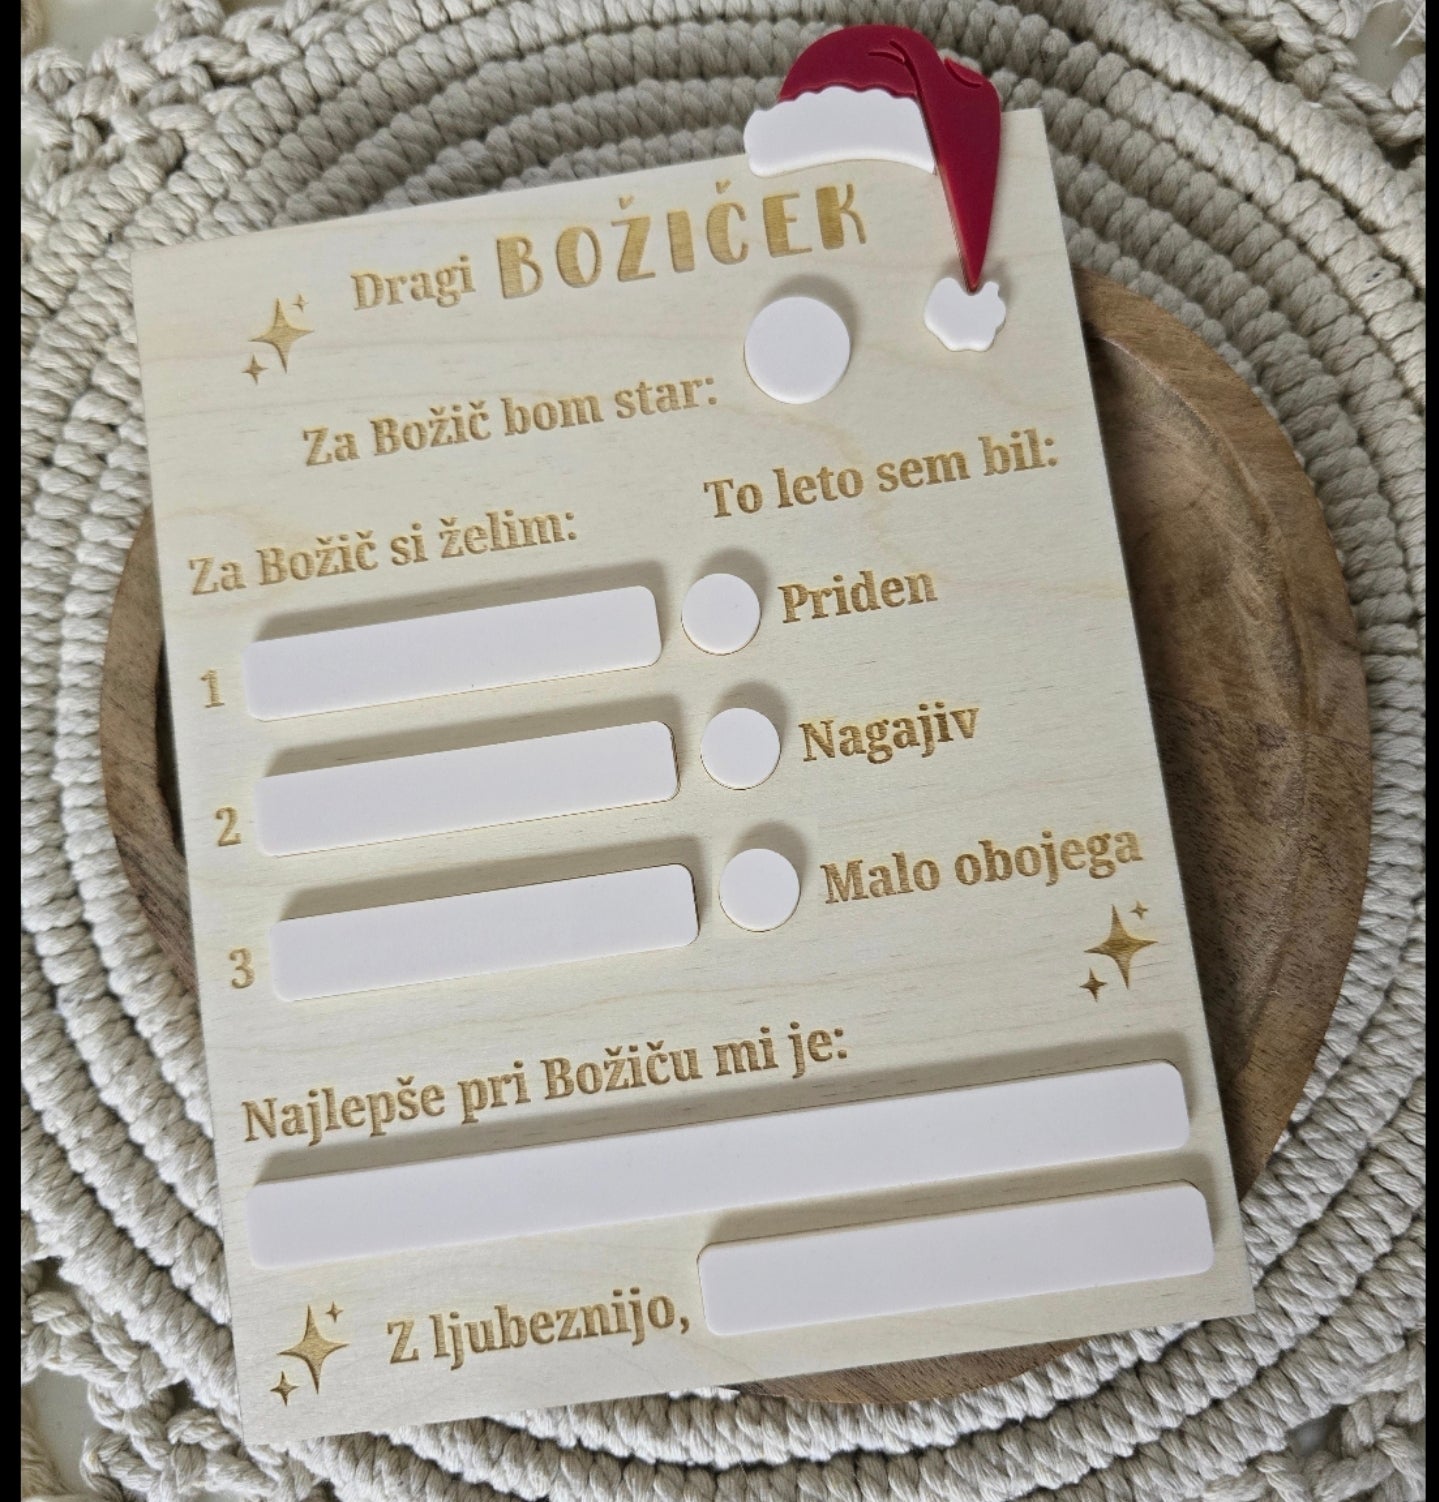 Dragi BOŽIČEK
Za Božič bom star:
To leto sem bil:
Za Božič si želim:
1
Priden
2
Nagajiv
3
Malo obojega
Najlepše pri Božiču mi je:
Z ljubeznijo,